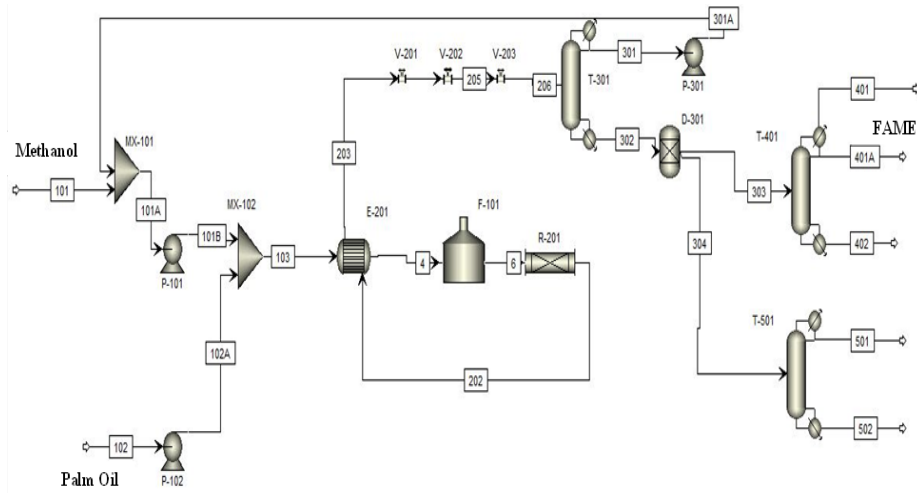 301A
V-201
V-202
V-203
301
205
206
T-301
P-301
401
D-301
FAME
302
T-401
401A
MX-101
Methanol
203
101
303
MX-102
101A
E-201
F-101
402
101B
R-201
304
103
4
6
P-101
T-501
102A
501
202
102
502
P-102
Palm Oil